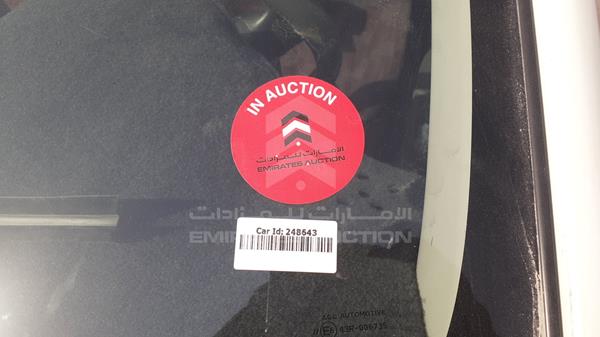 IN AUCTION
الإمارات للمزادات
EMIRATES AUCTION
الإمارات للمزادات
EMIRATES AUCTION
Car Id; 248643
AGC AUTOMOTIVE